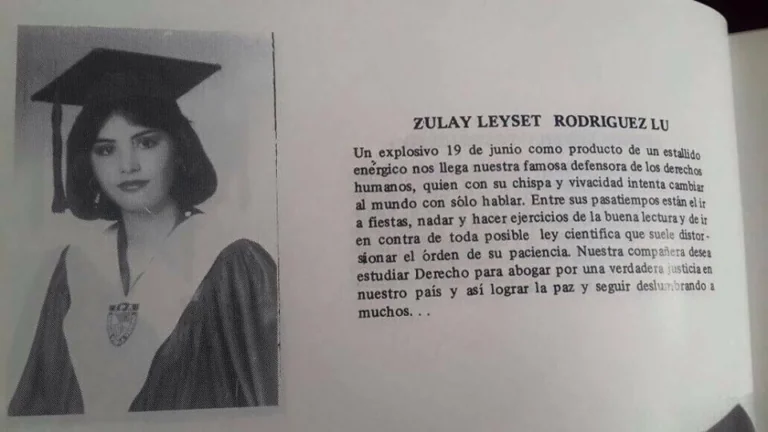 ZULAY LEYSET RODRIGUEZ LU
Un explosivo 19 de junio como producto de un estallido
enérgico nos llega nuestra famosa defensora de los derechos
humanos, quien con su chispa y vivacidad intenta cambiar
al mundo con sólo hablar. Entre sus pasatiempos están el ir
a fiestas, nadar y hacer ejercicios de la buena lectura y de ir
en contra de toda posible ley científica que suele distor-
sionar el órden de su paciencia. Nuestra compañera desea
estudiar Derecho para abogar por una verdadera justicia en
nuestro país y así lograr la paz y seguir deslumbrando a
muchos. . .